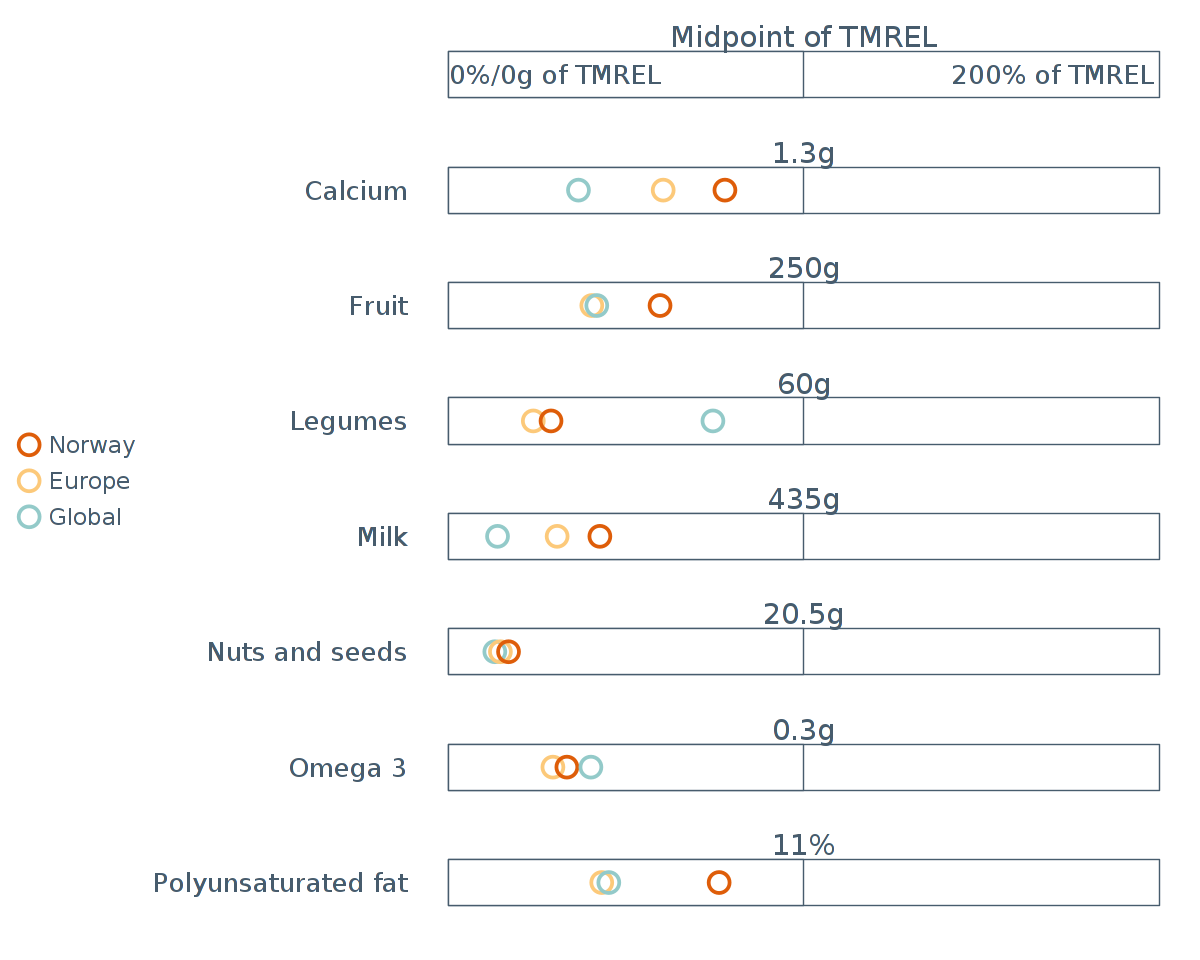 Midpoint of TMREL
0%/0g of TMREL
200% of TMREL
1.3g
Calcium
250g
Fruit
60g
Legumes
Norway
Europe
Global
435g
Milk
20.5g
Nuts and seeds
0.3g
Omega 3
11%
Polyunsaturated fat